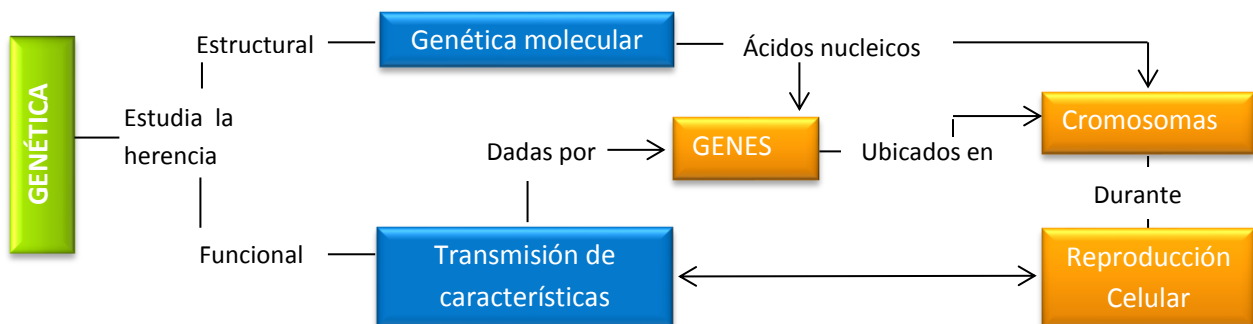 GENÉTICA
Estudia la
herencia
Estructural
Genética molecular
Ácidos nucleicos
Cromosomas
Dadas por
GENES
Ubicados en
Durante
Funcional
Transmisión de
características
Reproducción
Celular